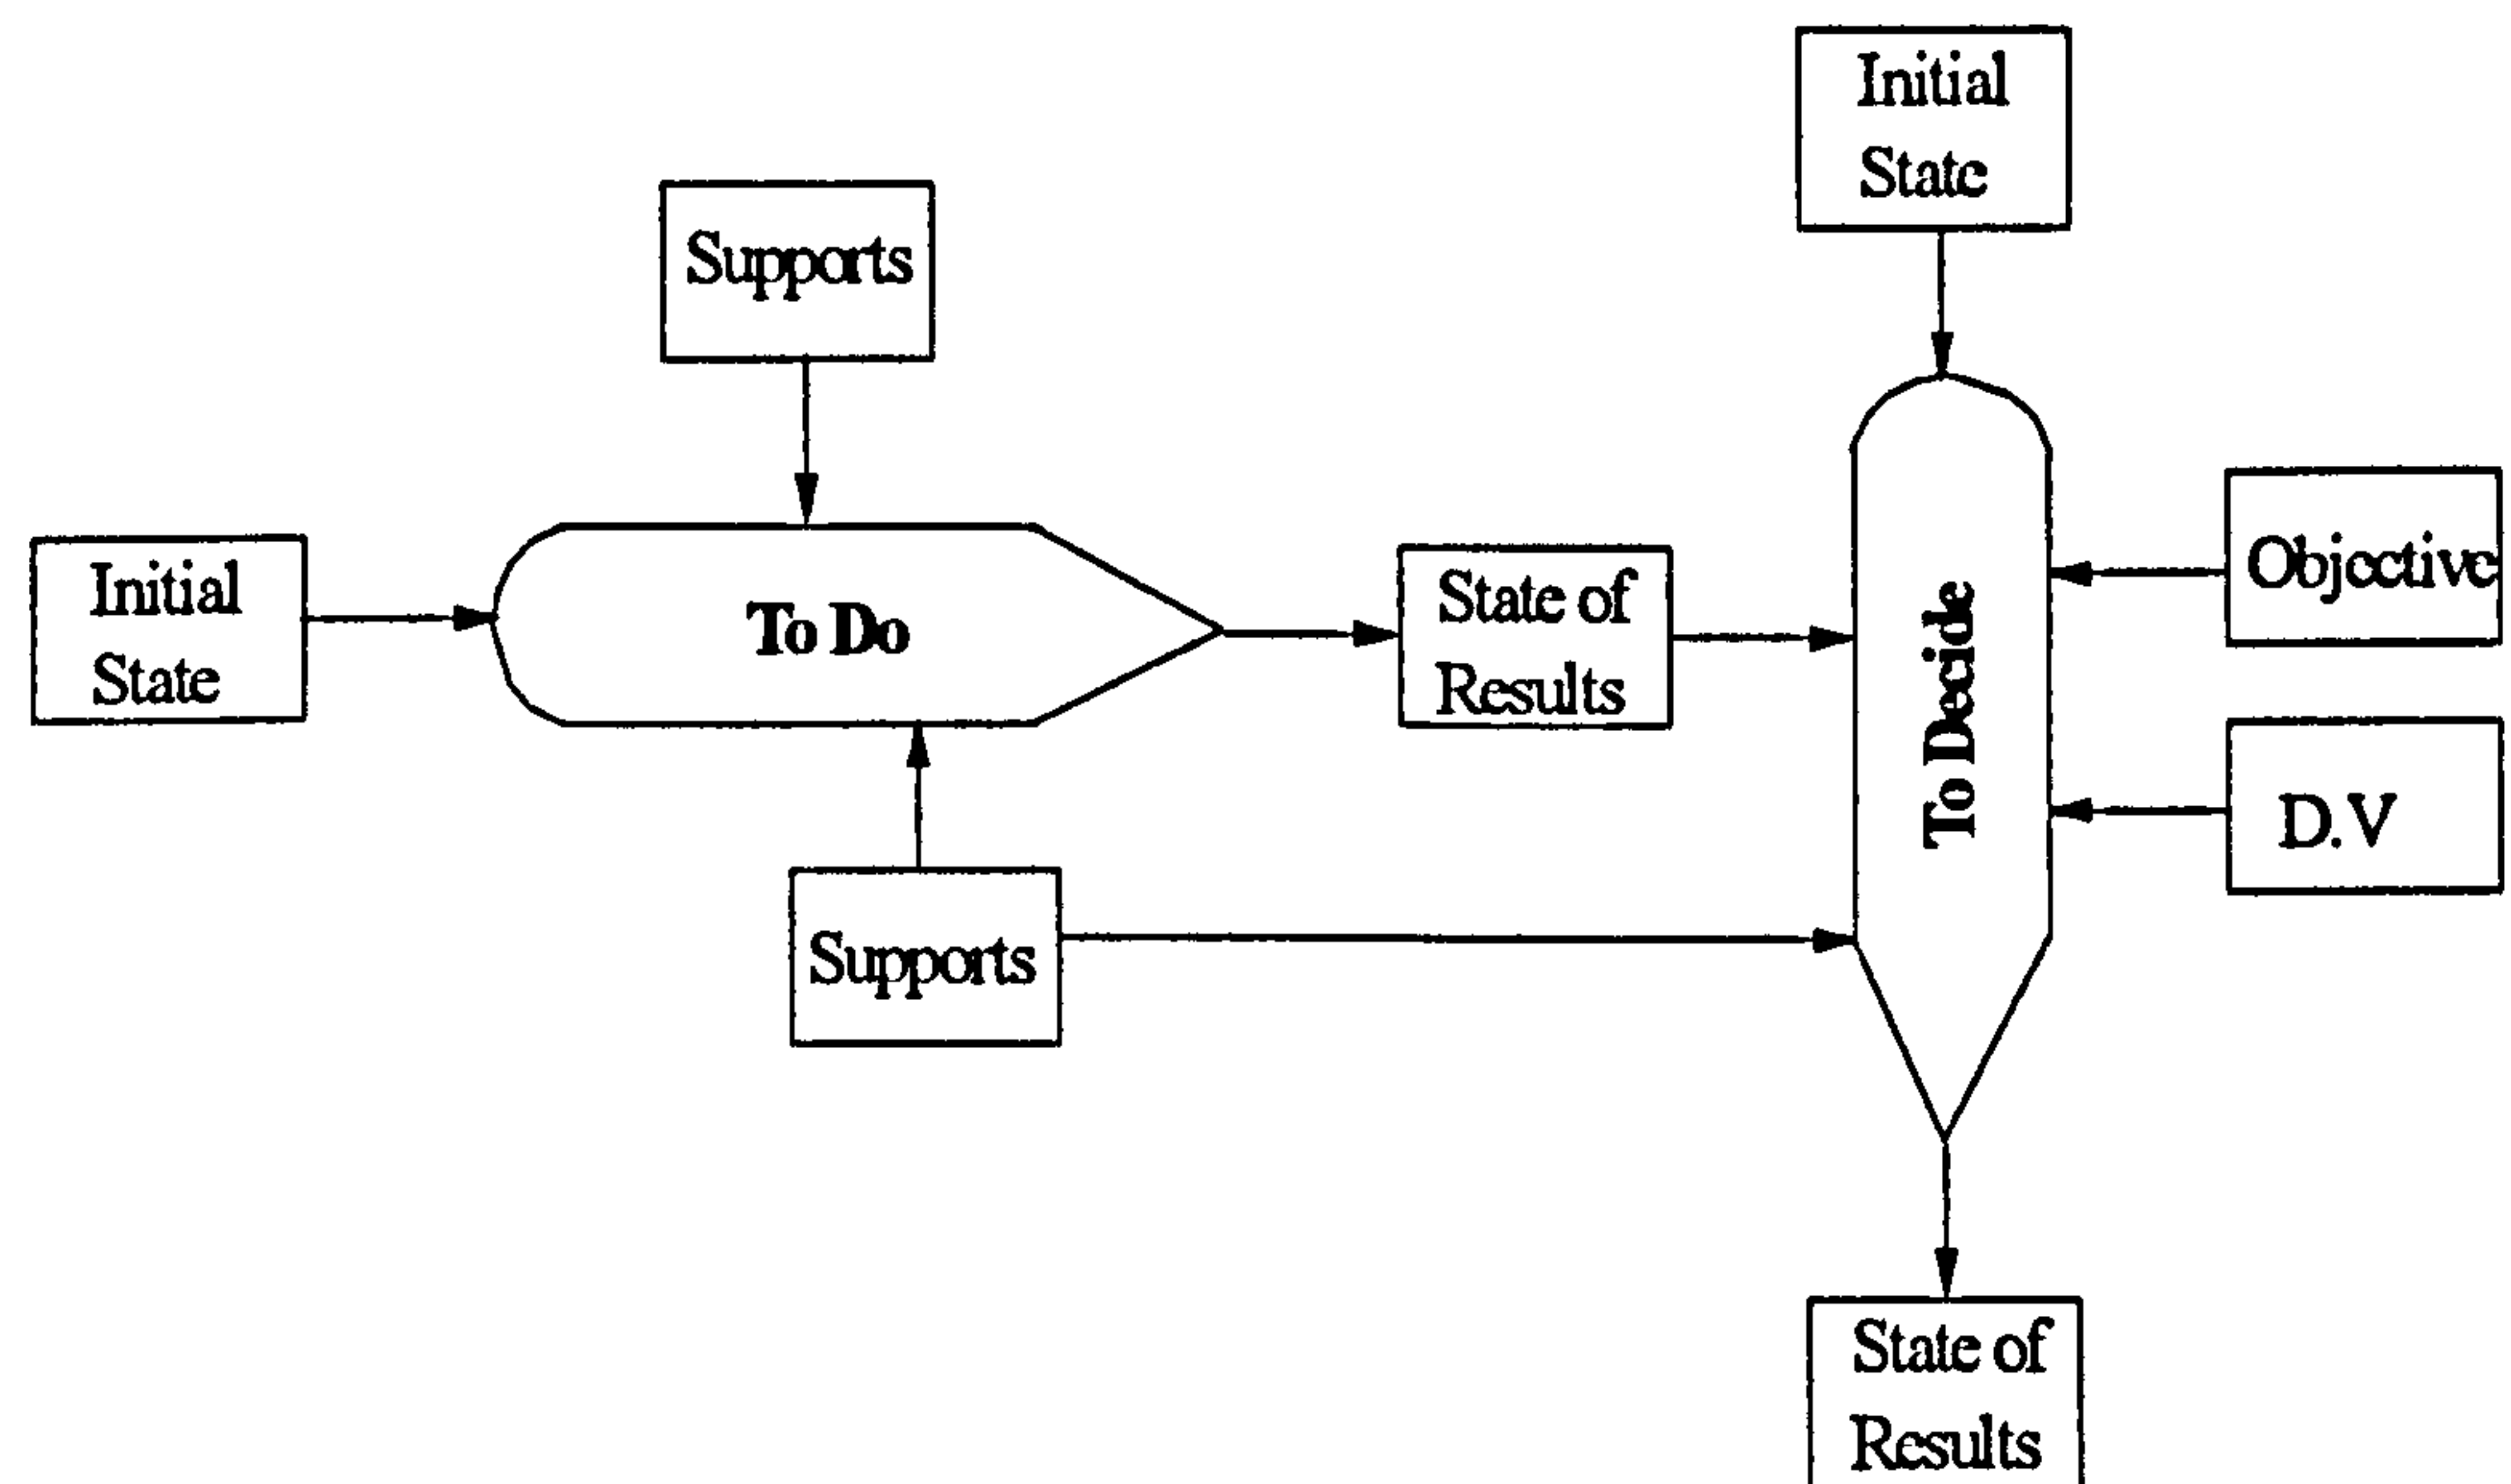 Initial
State
Supports
Initial
State
To Do
State of
Results
To Decide
Objective
D.V
Supports
State of
Results